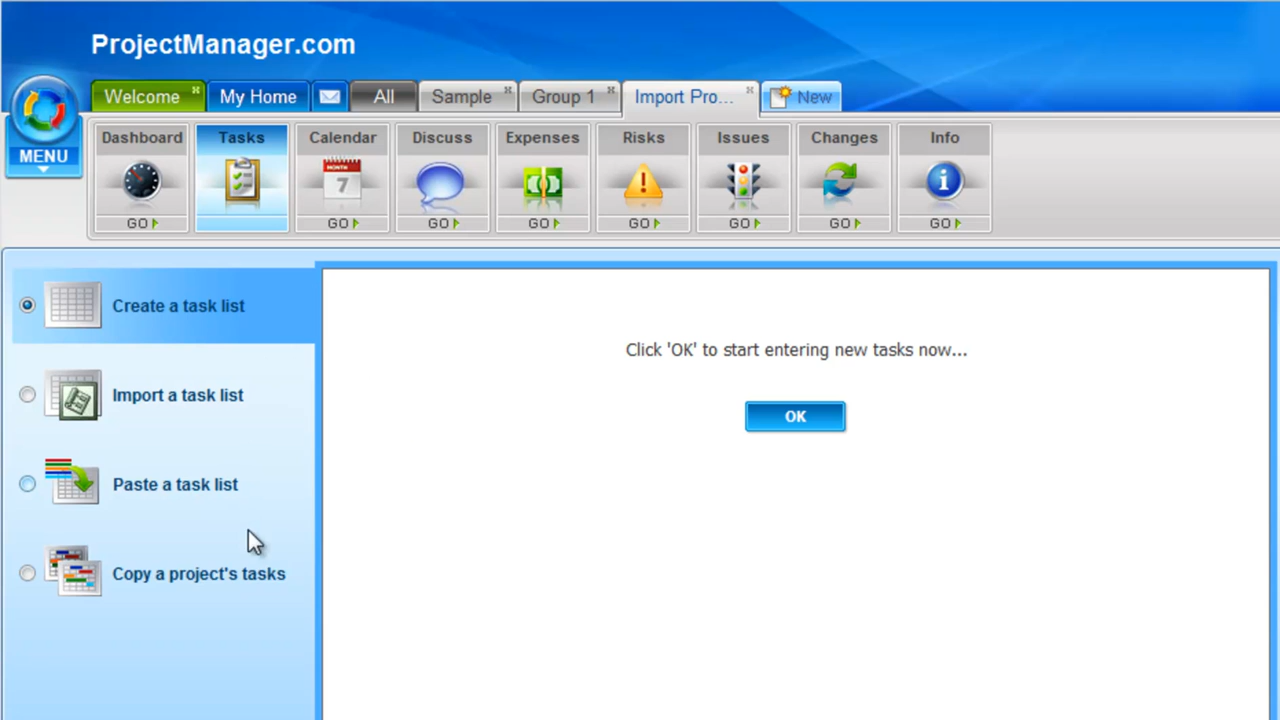 ProjectManager.com
Welcome My Home All Sample Group 1 Import Pro... New
MENU
Dashboard Tasks Calendar Discuss Expenses Risks Issues Changes Info
MONTH
7
GO GO GO GO GO GO GO GO
Create a task list
Click 'OK' to start entering new tasks now...
OK
Import a task list
Paste a task list
Copy a project's tasks